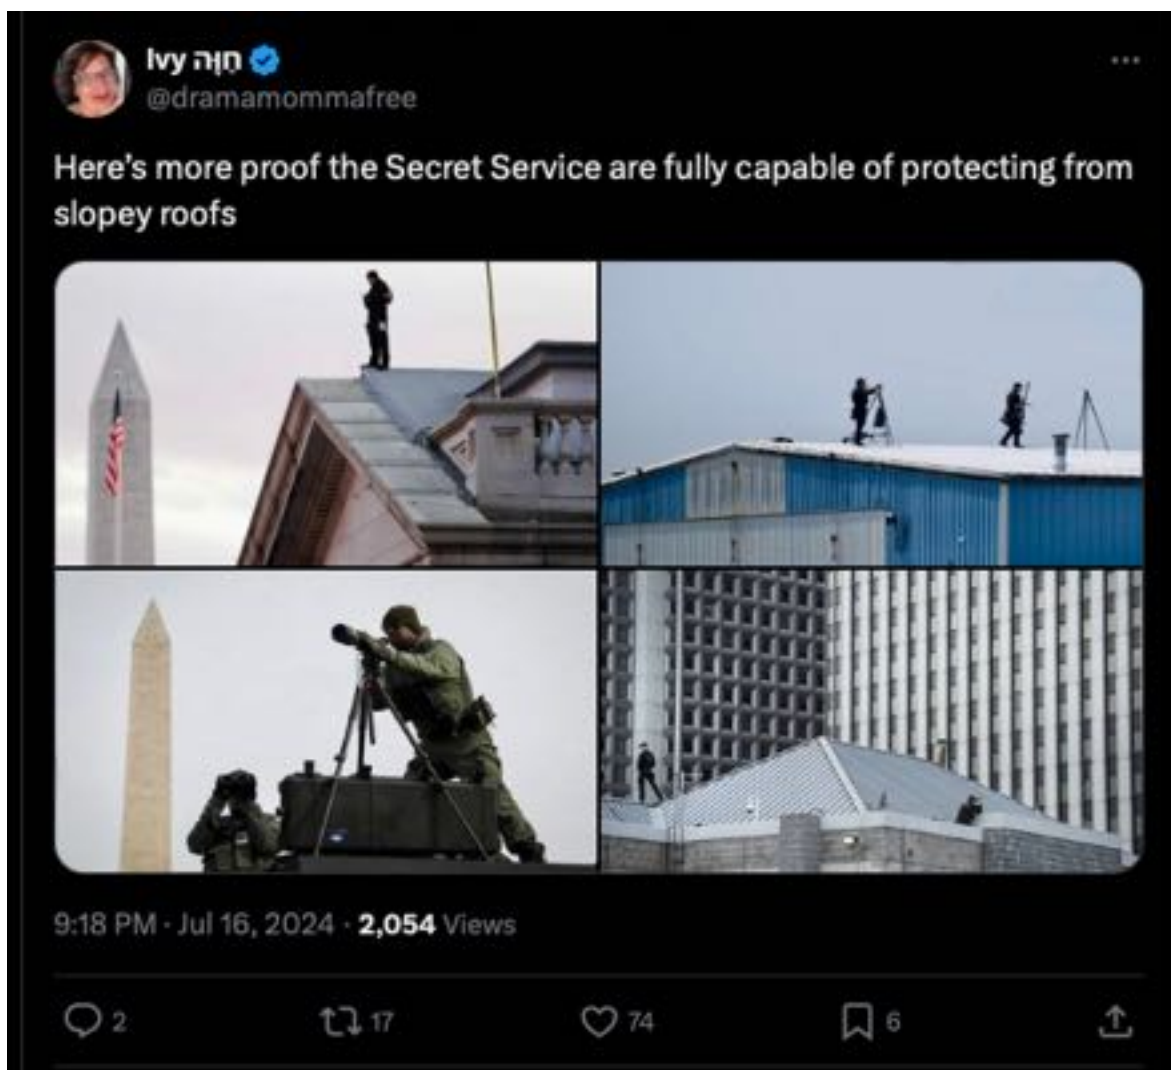 Ivy חַוָּה
@dramamommafree
Here’s more proof the Secret Service are fully capable of protecting from
slopey roofs
9:18 PM · Jul 16, 2024 · 2,054 Views
2 17 74 6